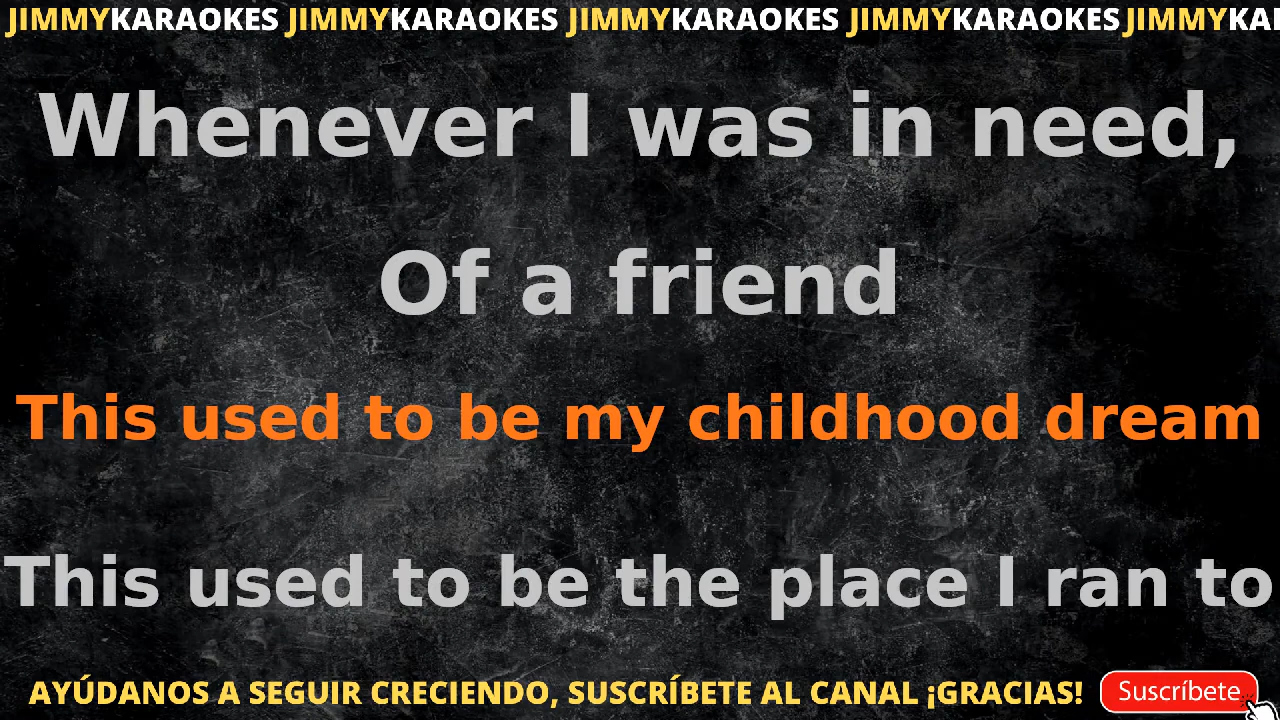 JIMMYKARAOKES JIMMYKARAOKES JIMMYKARAOKES JIMMYKARAOKES JIMMYKA
Whenever I was in need,
Of a friend
This used to be my childhood dream
This used to be the place I ran to
AYÚDANOS A SEGUIR CRECIENDO, SUSCRÍBETE AL CANAL ¡GRACIAS! Suscríbete